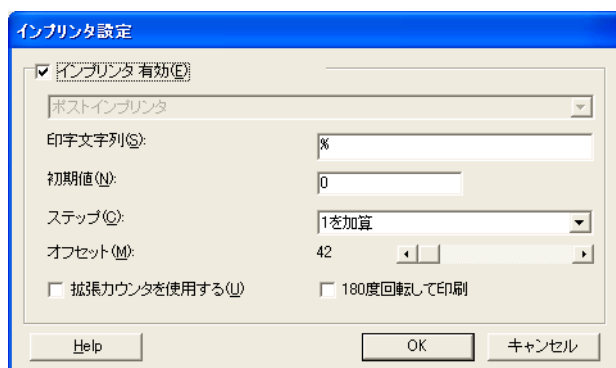 インプリンタ設定
インプリンタ 有効(E)
ポストインプリンタ
印字文字列(S): %
初期値(N): 0
ステップ(C): 1を加算
オフセット(M): 42
拡張カウンタを使用する(U) 180度回転して印刷
Help OK キャンセル